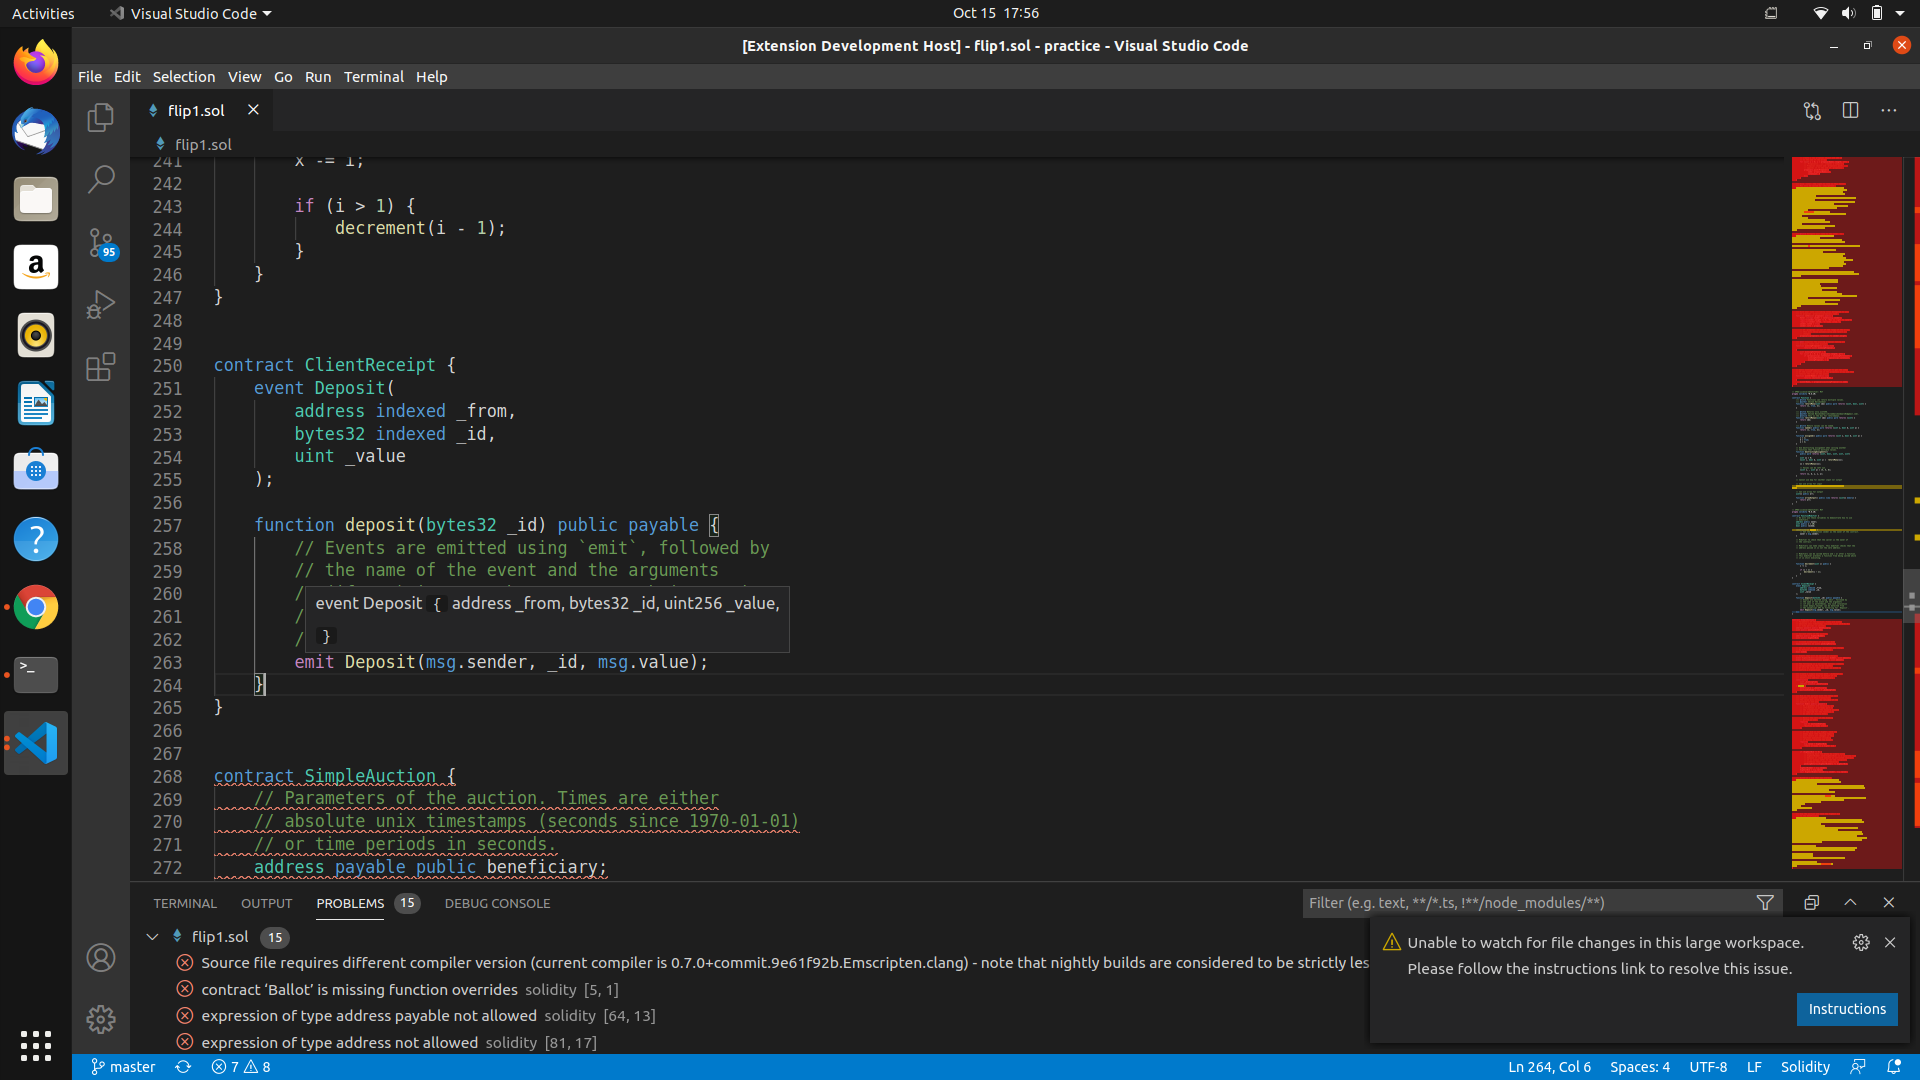 Activities
Visual Studio Code
Oct 15 17:56
[Extension Development Host] - flip1.sol - practice - Visual Studio Code
File Edit Selection View Go Run Terminal Help
flip1.sol
flip1.sol
241 x -= 1;
242
243 if (i > 1) {
244 decrement(i - 1);
245 }
246 }
247 }
248
249
250 contract ClientReceipt {
251 event Deposit(
252 address indexed _from,
253 bytes32 indexed _id,
254 uint _value
255 );
256
257 function deposit(bytes32 _id) public payable {
258 // Events are emitted using `emit`, followed by
259 // the name of the event and the arguments
260 /
261 /
262 /
event Deposit { address _from, bytes32 _id, uint256 _value,
}
263 emit Deposit(msg.sender, _id, msg.value);
264 }
265 }
266
267
268 contract SimpleAuction {
269 // Parameters of the auction. Times are either
270 // absolute unix timestamps (seconds since 1970-01-01)
271 // or time periods in seconds.
272 address payable public beneficiary;
95
TERMINAL OUTPUT PROBLEMS 15 DEBUG CONSOLE
Filter (e.g. text, **/*.ts, !**/node_modules/**)
flip1.sol 15
Source file requires different compiler version (current compiler is 0.7.0+commit.9e61f92b.Emscripten.clang) - note that nightly builds are considered to be strictly les
contract ‘Ballot’ is missing function overrides solidity [5, 1]
expression of type address payable not allowed solidity [64, 13]
expression of type address not allowed solidity [81, 17]
Unable to watch for file changes in this large workspace.
Please follow the instructions link to resolve this issue.
Instructions
master 7 8
Ln 264, Col 6 Spaces: 4 UTF-8 LF Solidity